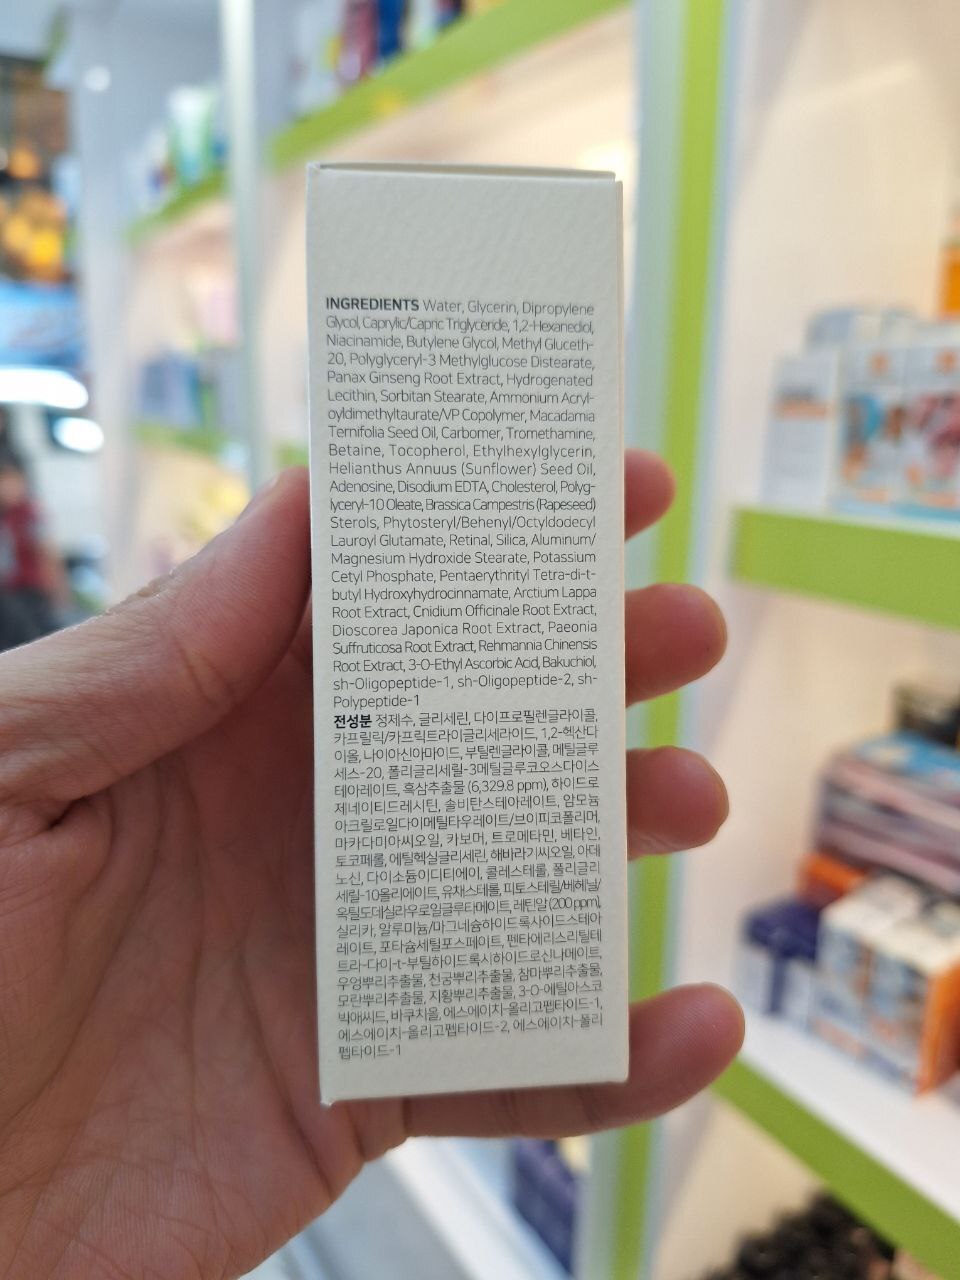 INGREDIENTS Water, Glycerin, Dipropylene
Glycol, Caprylic/Capric Triglyceride, 1,2-Hexanediol,
Niacinamide, Butylene Glycol, Methyl Gluceth-
20, Polyglyceryl-3 Methylglucose Distearate,
Panax Ginseng Root Extract, Hydrogenated
Lecithin, Sorbitan Stearate, Ammonium Acryl-
oyldimethyltaurate/VP Copolymer, Macadamia
Ternifolia Seed Oil, Carbomer, Tromethamine,
Betaine, Tocopherol, Ethylhexylglycerin,
Helianthus Annuus (Sunflower) Seed Oil,
Adenosine, Disodium EDTA, Cholesterol, Polyg-
lyceryl-10 Oleate, Brassica Campestris (Rapeseed)
Sterols, Phytosteryl/Behenyl/Octyldodecyl
Lauroyl Glutamate, Retinal, Silica, Aluminum/
Magnesium Hydroxide Stearate, Potassium
Cetyl Phosphate, Pentaerythrityl Tetra-di-t-
butyl Hydroxyhydrocinnamate, Arctium Lappa
Root Extract, Cnidium Officinale Root Extract,
Dioscorea Japonica Root Extract, Paeonia
Suffruticosa Root Extract, Rehmannia Chinensis
Root Extract, 3-O-Ethyl Ascorbic Acid, Bakuchiol,
sh-Oligopeptide-1, sh-Oligopeptide-2, sh-
Polypeptide-1
전성분 정제수, 글리세린, 다이프로필렌글라이콜,
카프릴릭/카프릭트라이글리세라이드, 1,2-헥산다
이올, 나이아신아마이드, 부틸렌글라이콜, 메틸글루
세스-20, 폴리글리세릴-3메틸글루코오스다이스
테아레이트, 흑삼추출물 (6,329.8 ppm), 하이드로
제네이티드레시틴, 솔비탄스테아레이트, 암모늄
아크릴로일다이메틸타우레이트/브이피코폴리머,
마카다미아씨오일, 카보머, 트로메타민, 베타인,
토코페롤, 에틸헥실글리세린, 해바라기씨오일, 아데
노신, 다이소듐이디티에이, 콜레스테롤, 폴리글리
세릴-10올리에이트, 유채스테롤, 피토스테릴/베헤닐/
옥틸도데실라우로일글루타메이트, 레틴알 (200 ppm),
실리카, 알루미늄/마그네슘하이드록사이드스테아
레이트, 포타슘세틸포스페이트, 펜타에리스리틸테
트라-다이-t-부틸하이드록시하이드로신나메이트,
우엉뿌리추출물, 천궁뿌리추출물, 참마뿌리추출물,
모란뿌리추출물, 지황뿌리추출물, 3-O-에틸아스코
빅애씨드, 바쿠치올, 에스에이치-올리고펩타이드-1,
에스에이치-올리고펩타이드-2, 에스에이치-폴리
펩타이드-1